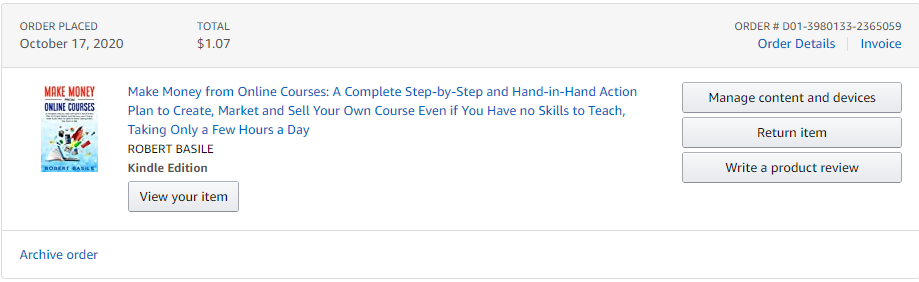 ORDER PLACED
October 17, 2020
TOTAL
$1.07
ORDER # D01-3980133-2365059
Order Details
Invoice
MAKE MONEY
FROM
ONLINE COURSES
ROBERT BASILE
Make Money from Online Courses: A Complete Step-by-Step and Hand-in-Hand Action
Plan to Create, Market and Sell Your Own Course Even if You Have no Skills to Teach,
Taking Only a Few Hours a Day
ROBERT BASILE
Kindle Edition
View your item
Manage content and devices
Return item
Write a product review
Archive order